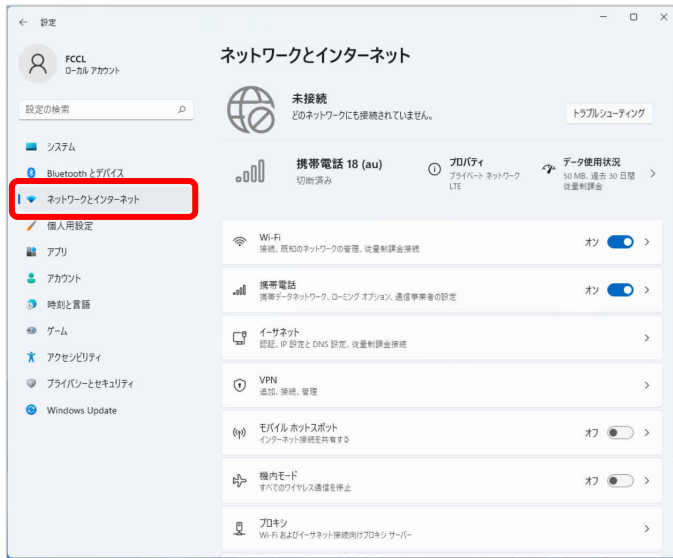 設定
FCCL
ローカル アカウント
設定の検索
システム
Bluetooth とデバイス
ネットワークとインターネット
個人用設定
アプリ
アカウント
時刻と言語
ゲーム
アクセシビリティ
プライバシーとセキュリティ
Windows Update
ネットワークとインターネット
未接続
どのネットワークにも接続されていません。
トラブルシューティング
携帯電話 18 (au)
切断済み
プロパティ
プライベート ネットワーク
LTE
データ使用状況
50 MB、過去 30 日間
従量制課金
Wi-Fi
接続、既知のネットワークの管理、従量制課金接続
オン
携帯電話
携帯データネットワーク、ローミング オプション、通信事業者の設定
オン
イーサネット
認証、IP 設定と DNS 設定、従量制課金接続
VPN
追加、接続、管理
モバイル ホットスポット
インターネット接続を共有する
オフ
機内モード
すべてのワイヤレス通信を停止
オフ
プロキシ
Wi-Fi およびイーサネット接続向けプロキシ サーバー